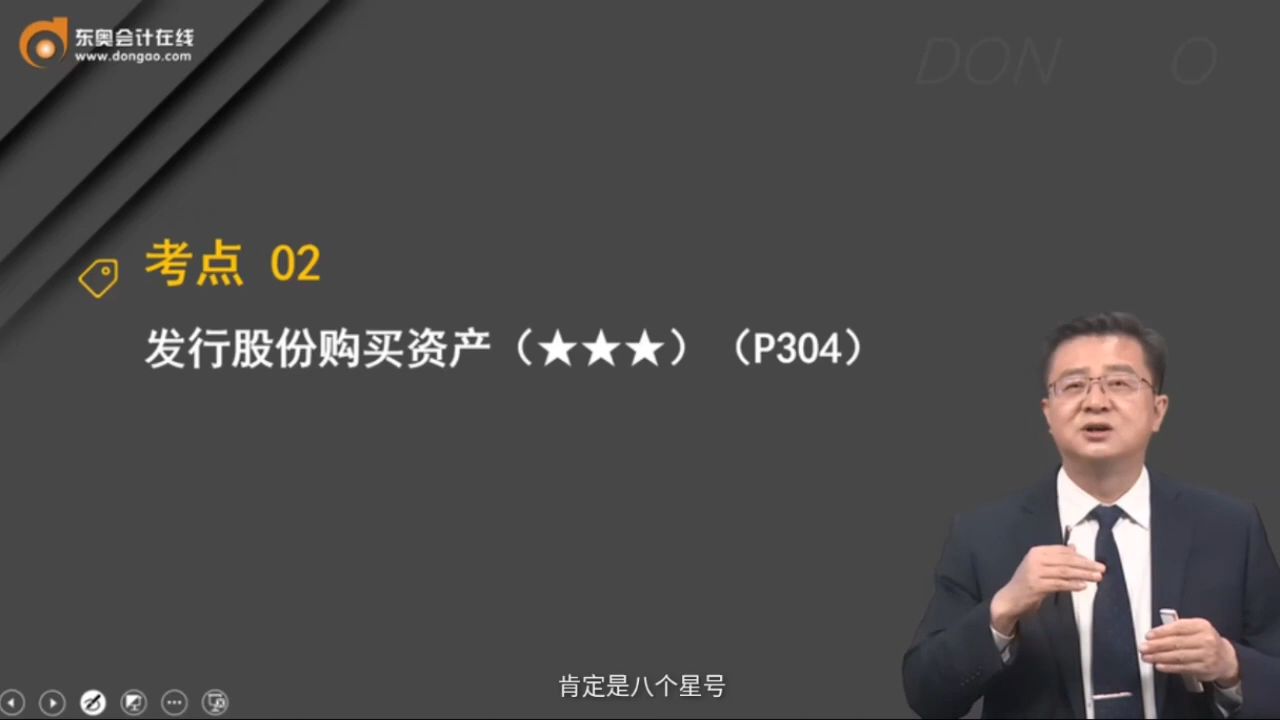 东奥会计在线
www.dongao.com
DON O
考点 02
发行股份购买资产（★★★）（P304）
肯定是八个星号